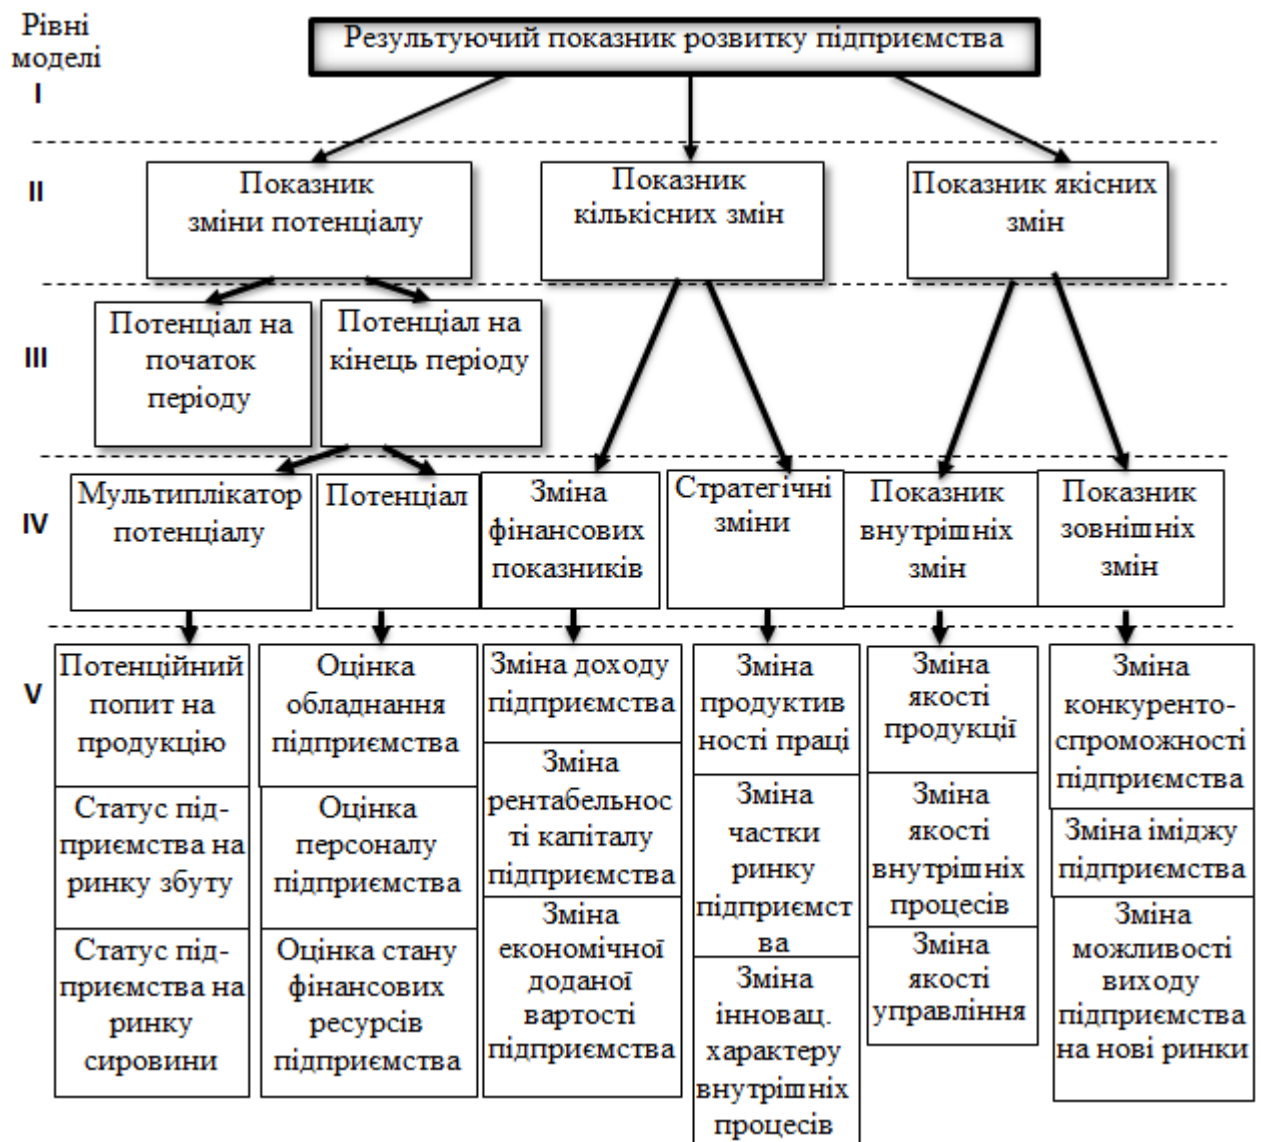 Рівні
моделі
Результуючий показник розвитку підприємства
I
II
Показник
зміни потенціалу
Показник
кількісних змін
Показник якісних
змін
III
Потенціал на
початок
періоду
Потенціал на
кінець періоду
IV
Мультиплікатор
потенціалу
Потенціал
Зміна
фінансових
показників
Стратегічні
зміни
Показник
внутрішніх
змін
Показник
зовнішніх
змін
V
Потенційний
попит на
продукцію
Статус під-
приємства на
ринку збуту
Статус під-
приємства на
ринку
сировини
Оцінка
обладнання
підприємства
Оцінка
персоналу
підприємства
Оцінка стану
фінансових
ресурсів
підприємства
Зміна доходу
підприємства
Зміна
рентабельнос
ті капіталу
підприємства
Зміна
економічної
доданої
вартості
підприємства
Зміна
продуктив
ності праці
Зміна
частки
ринку
підприємст
ва
Зміна
інновац.
характеру
внутрішніх
процесів
Зміна
якості
продукції
Зміна
якості
внутрішніх
процесів
Зміна
якості
управління
Зміна
конкуренто-
спроможності
підприємства
Зміна іміджу
підприємства
Зміна
можливості
виходу
підприємства
на нові ринки